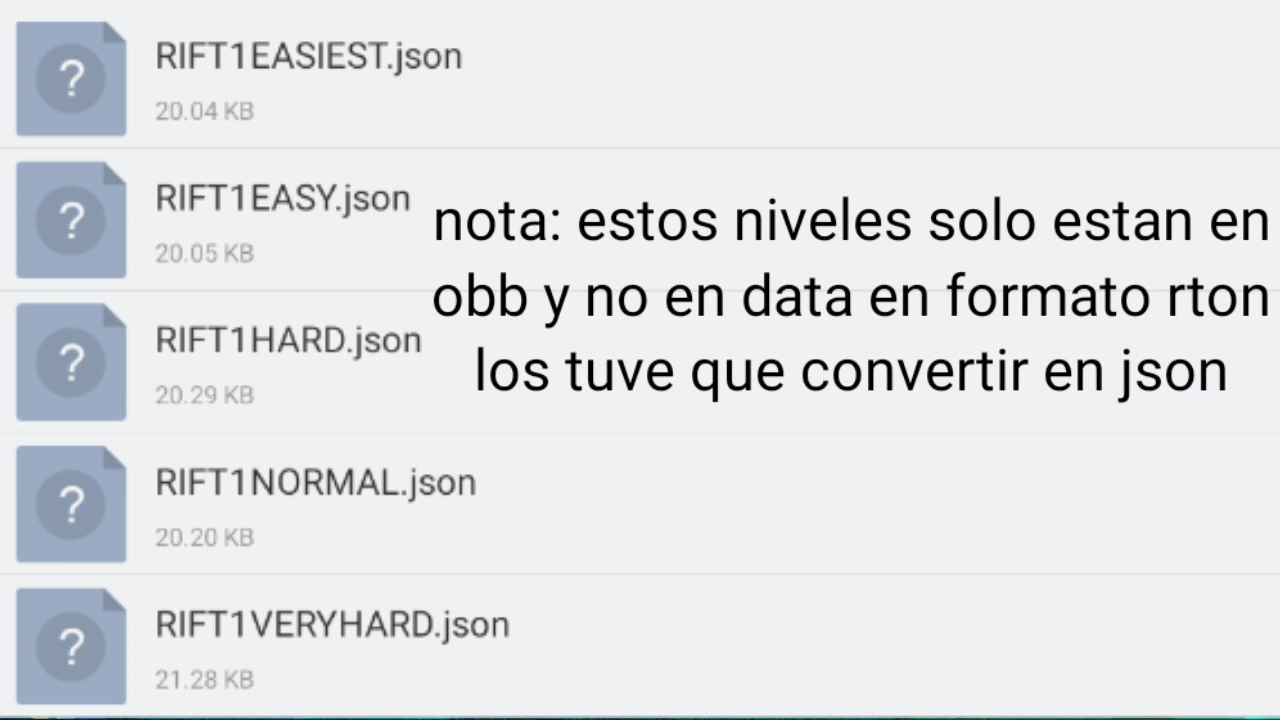 RIFT1EASIEST.json
20.04 KB
RIFT1EASY.json
20.05 KB
RIFT1HARD.json
20.29 KB
RIFT1NORMAL.json
20.20 KB
RIFT1VERYHARD.json
21.28 KB
nota: estos niveles solo estan en
obb y no en data en formato rton
los tuve que convertir en json